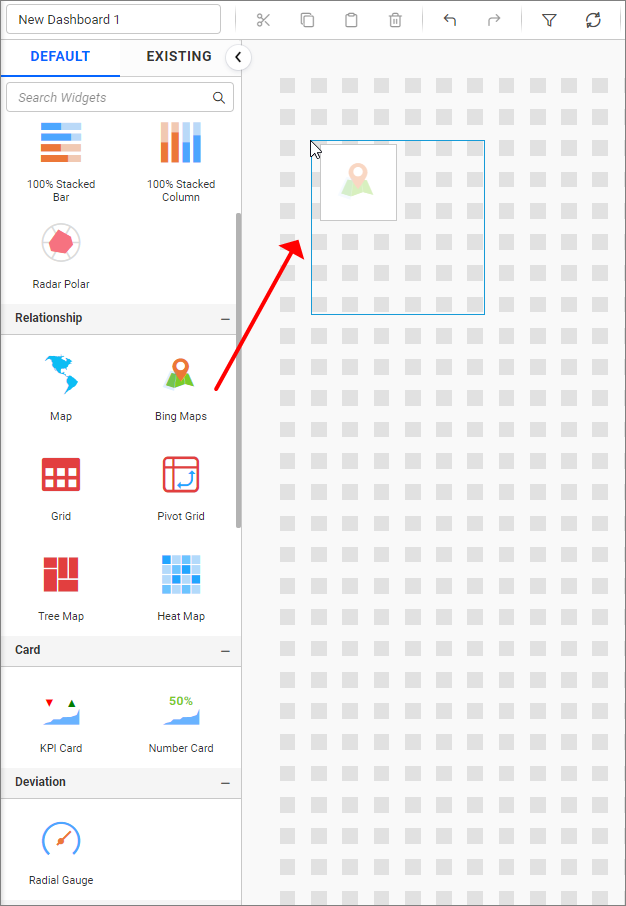 New Dashboard 1
DEFAULT
EXISTING
Search Widgets
100% Stacked
Bar
100% Stacked
Column
Radar Polar
Relationship
Map
Bing Maps
Grid
Pivot Grid
Tree Map
Heat Map
Card
50%
KPI Card
Number Card
Deviation
Radial Gauge